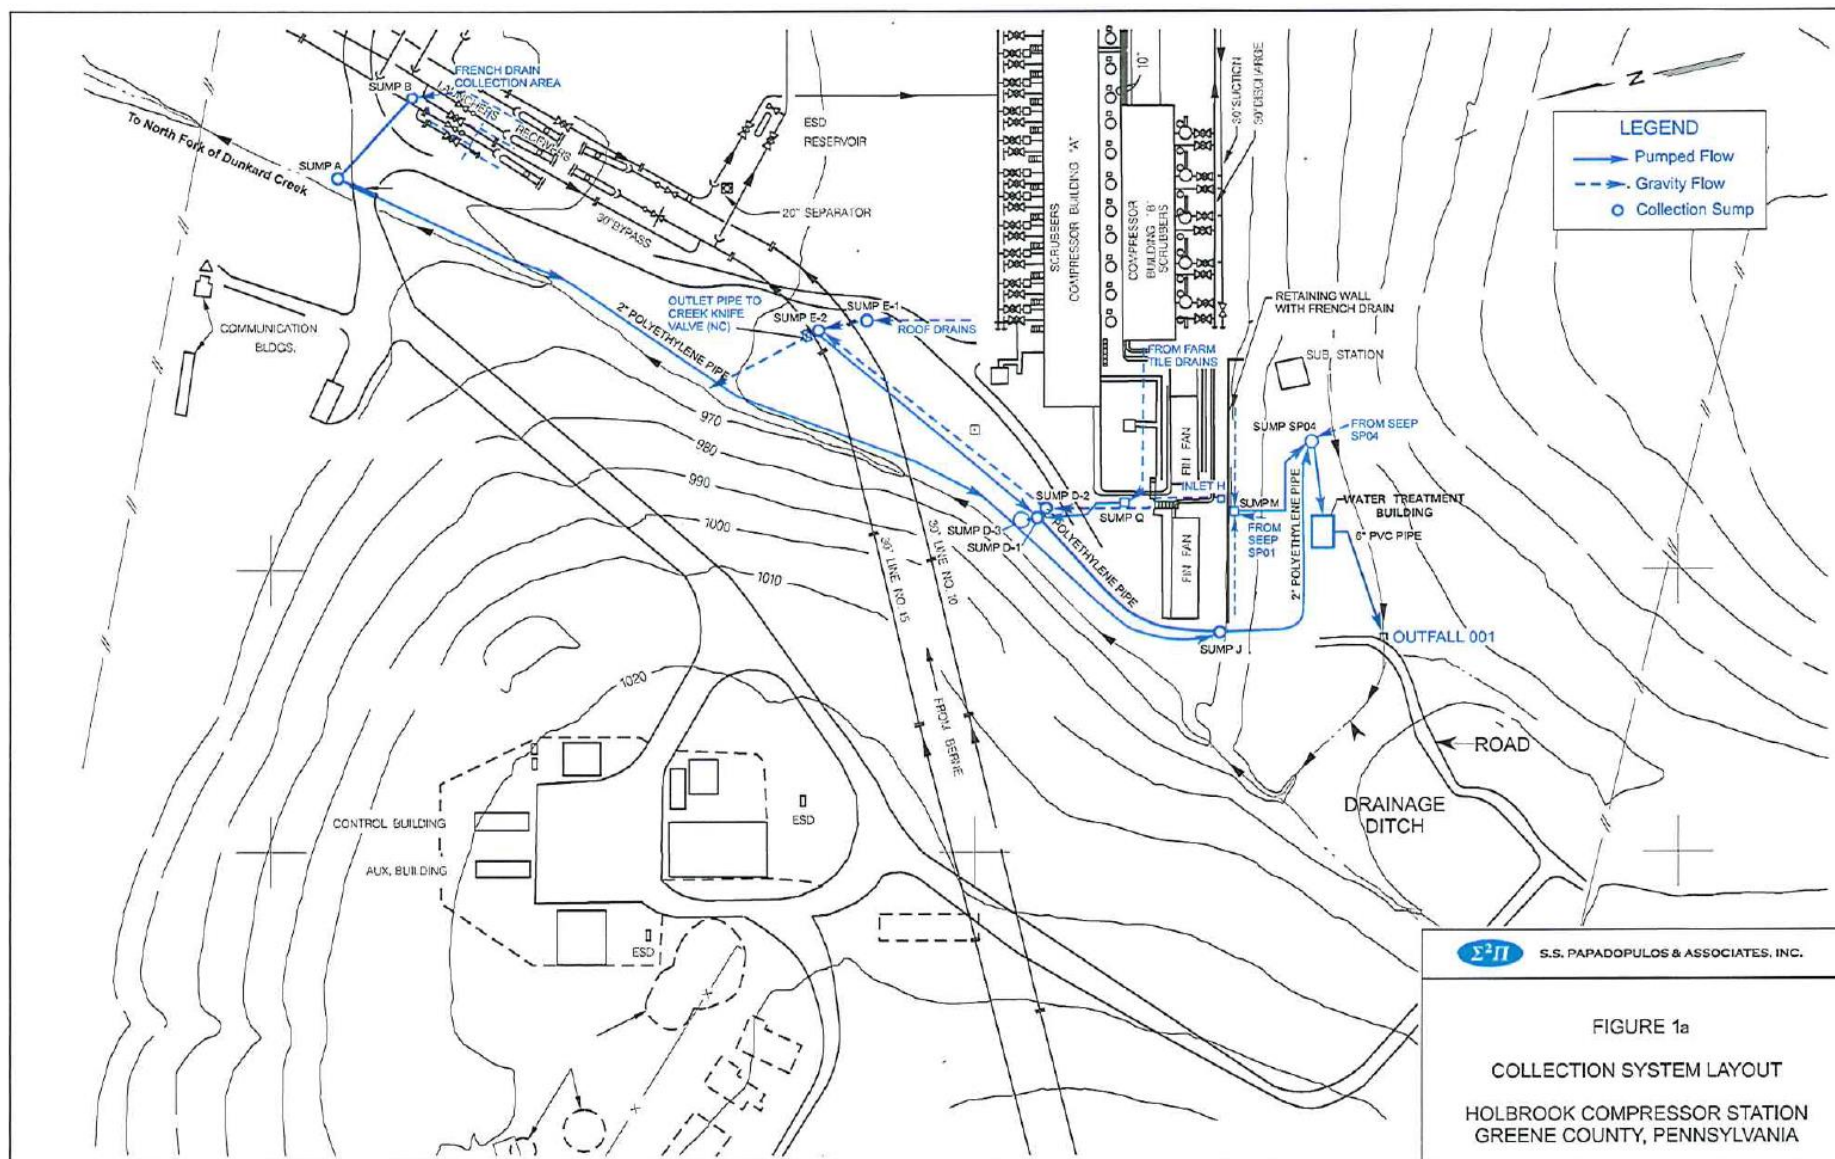 FRENCH DRAIN
COLLECTION AREA
SUMP B
LAUNCHERS
RECEIVERS
To North Fork of Dunkard Creek
SUMP A
ESD
RESERVOIR
20" SEPARATOR
30" BYPASS
SCRUBBERS
COMPRESSOR BUILDING "A"
10"
COMPRESSOR
BUILDING "B"
SCRUBBERS
30" SUCTION
30" DISCHARGE
N
LEGEND
Pumped Flow
Gravity Flow
Collection Sump
COMMUNICATION
BLDGS.
2" POLYETHYLENE PIPE
OUTLET PIPE TO
CREEK KNIFE
VALVE (NC)
SUMP E-2
SUMP E-1
ROOF DRAINS
RETAINING WALL
WITH FRENCH DRAIN
FROM FARM
TILE DRAINS
SUB. STATION
970
980
990
1000
1010
1020
FIN FAN
SUMP SP04
FROM SEEP
SP04
INLET H
SUMP D-2
SUMP Q
SUMP M
SUMP D-3
SUMP D-1
FROM
SEEP
SP01
2" POLYETHYLENE PIPE
WATER TREATMENT
BUILDING
6" PVC PIPE
POLYETHYLENE PIPE
FIN FAN
30" LINE NO. 10
SUMP J
OUTFALL 001
FROM BERNE
ROAD
DRAINAGE
DITCH
CONTROL BUILDING
AUX. BUILDING
ESD
ESD
Σ²Π
S.S. PAPADOPULOS & ASSOCIATES, INC.
FIGURE 1a
COLLECTION SYSTEM LAYOUT
HOLBROOK COMPRESSOR STATION
GREENE COUNTY, PENNSYLVANIA